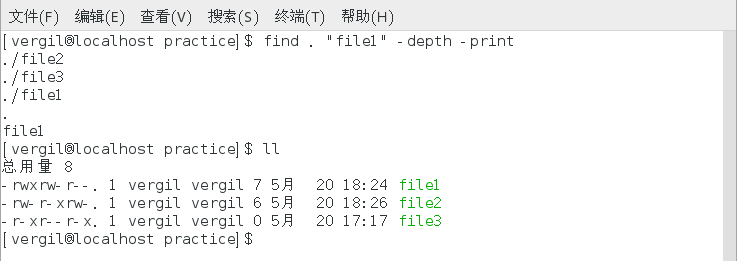 文件(F) 编辑(E) 查看(V) 搜索(S) 终端(T) 帮助(H)
[vergil@localhost practice]$ find . "file1" -depth -print
./file2
./file3
./file1
.
file1
[vergil@localhost practice]$ ll
总用量 8
-rwxrw-r--. 1 vergil vergil 7 5月  20 18:24 file1
-rw-r-xrw-. 1 vergil vergil 6 5月  20 18:26 file2
-r-xr--r-x. 1 vergil vergil 0 5月  20 17:17 file3
[vergil@localhost practice]$